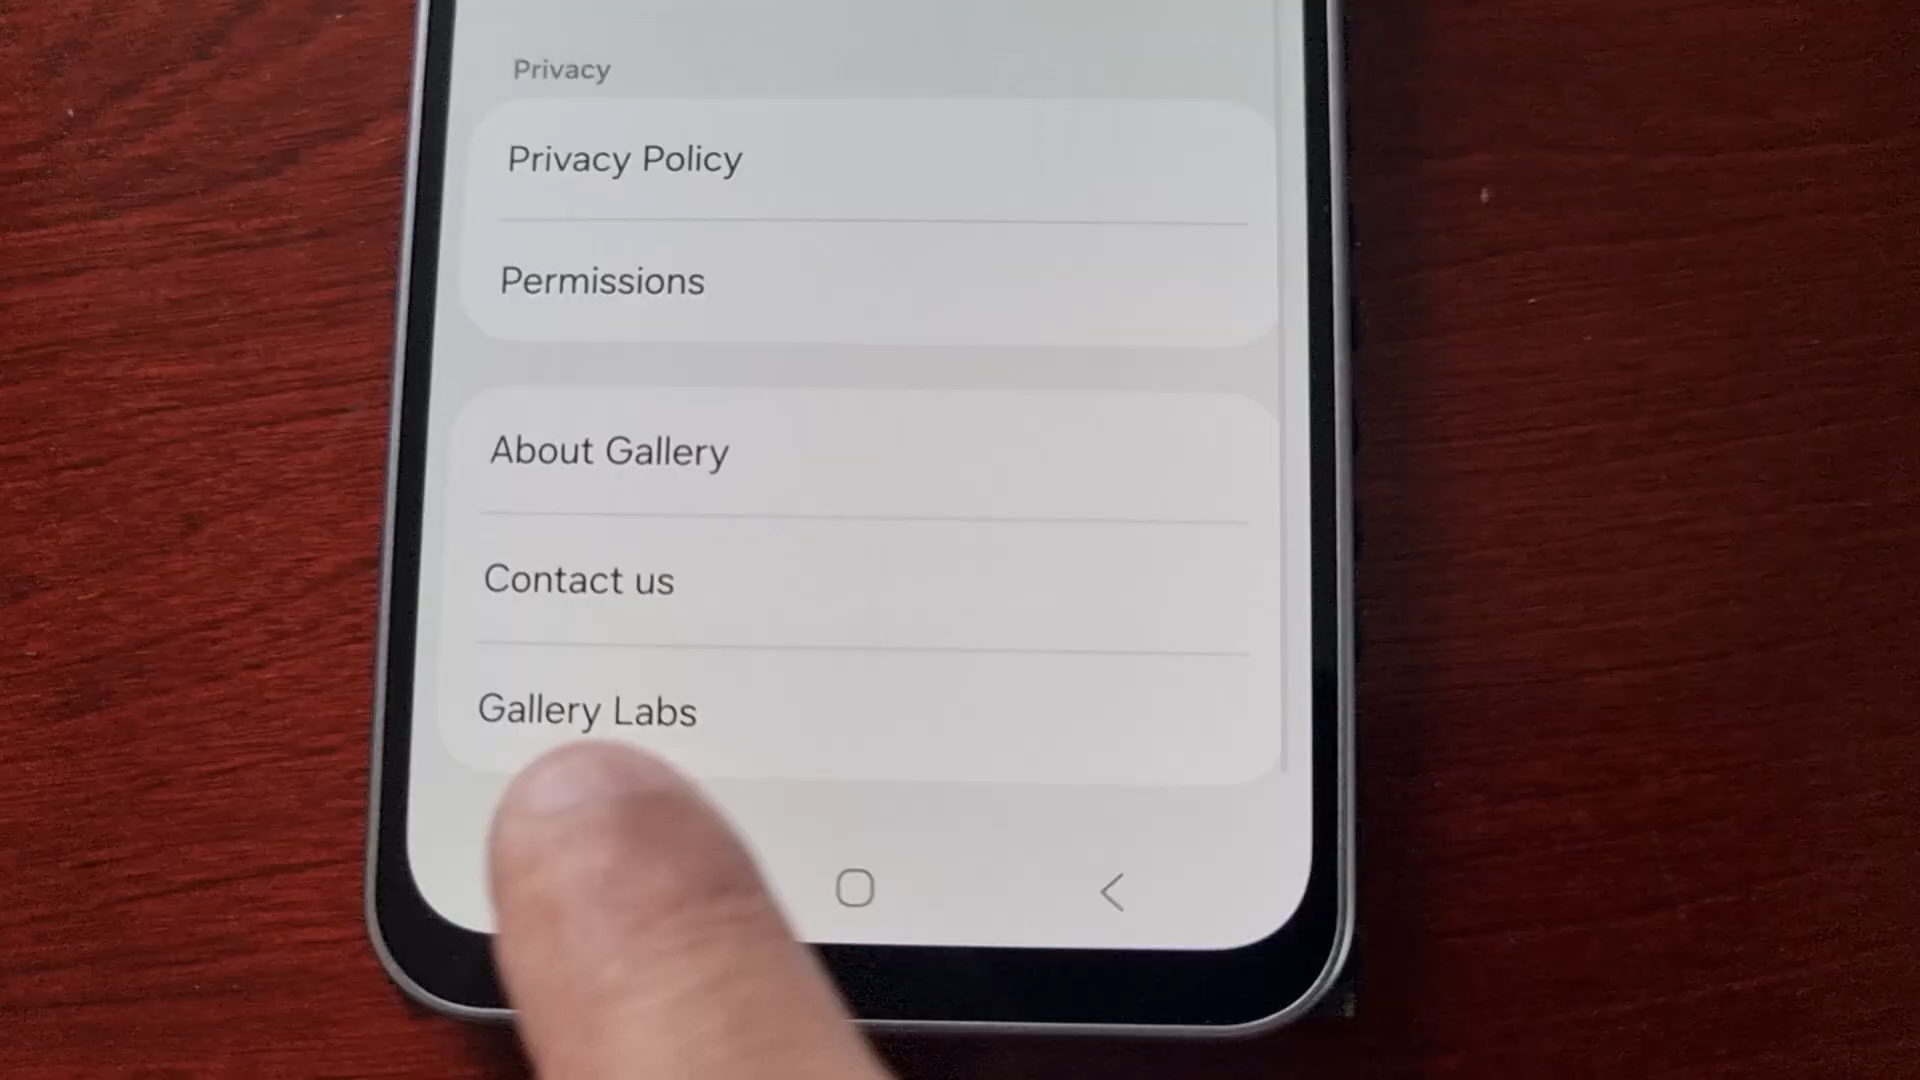 Privacy
Privacy Policy
Permissions
About Gallery
Contact us
Gallery Labs